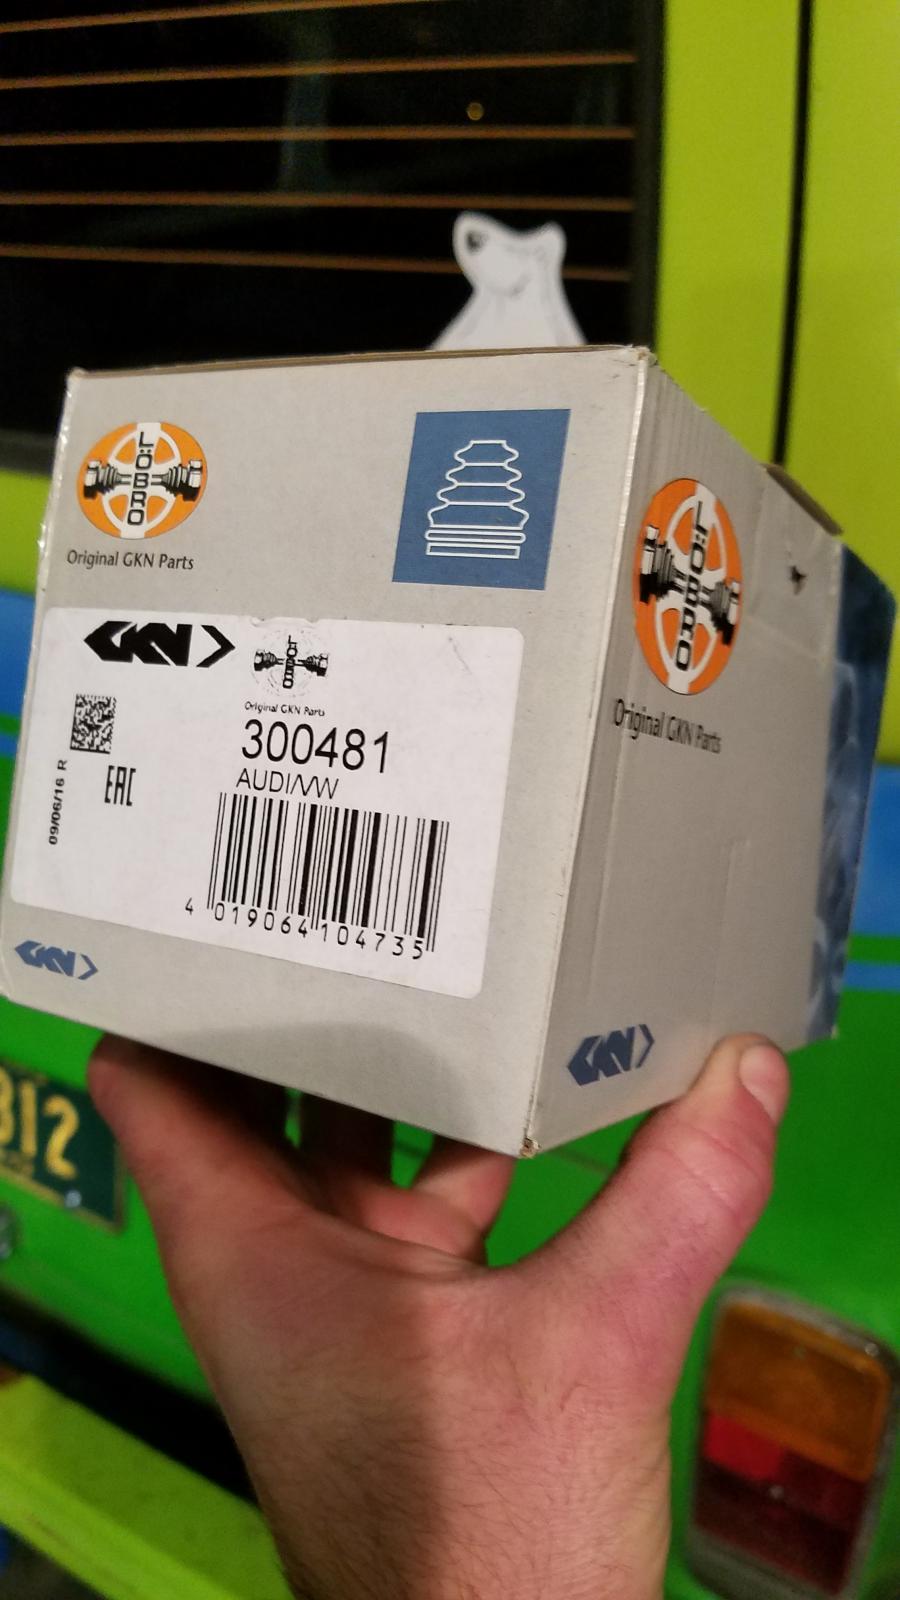 LÖBRO
Original GKN Parts
GKN
LÖBRO
Original GKN Parts
300481
AUDI/VW
09/06/16 R
EAC
4 019064 104735
GKN
LÖBRO
Original GKN Parts
GKN
312